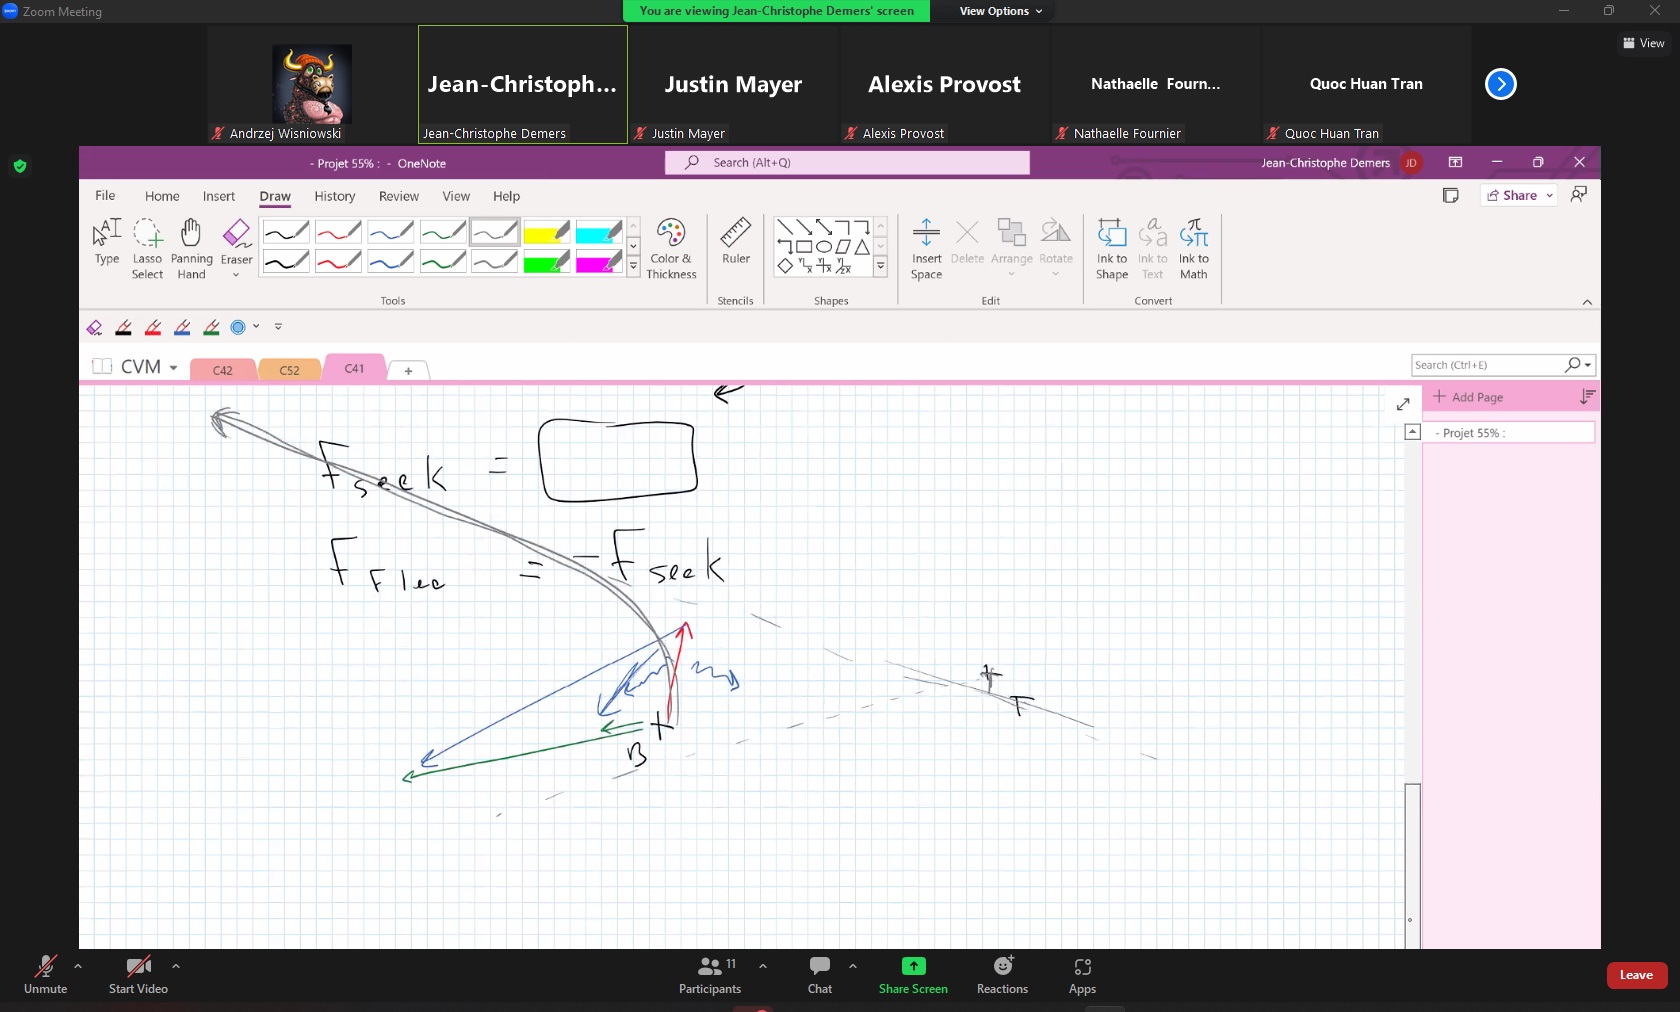 Zoom Meeting
You are viewing Jean-Christophe Demers' screen
View Options
View
Jean-Christoph...
Justin Mayer
Alexis Provost
Nathaelle Fourn...
Quoc Huan Tran
Andrzej Wisniowski
Jean-Christophe Demers
Justin Mayer
Alexis Provost
Nathaelle Fournier
Quoc Huan Tran
- Projet 55% : - OneNote
Search (Alt+Q)
Jean-Christophe Demers
JD
File Home Insert Draw History Review View Help
Share
Type
Lasso Select
Panning Hand
Eraser
Color & Thickness
Ruler
Insert Space
Delete
Arrange
Rotate
Ink to Shape
Ink to Text
Ink to Math
Tools
Stencils
Shapes
Edit
Convert
CVM
C42
C52
C41
+
Search (Ctrl+E)
Add Page
- Projet 55% :
F seek =
F Flee = -F seek
T
B
Unmute
Start Video
11
Participants
Chat
Share Screen
Reactions
Apps
Leave